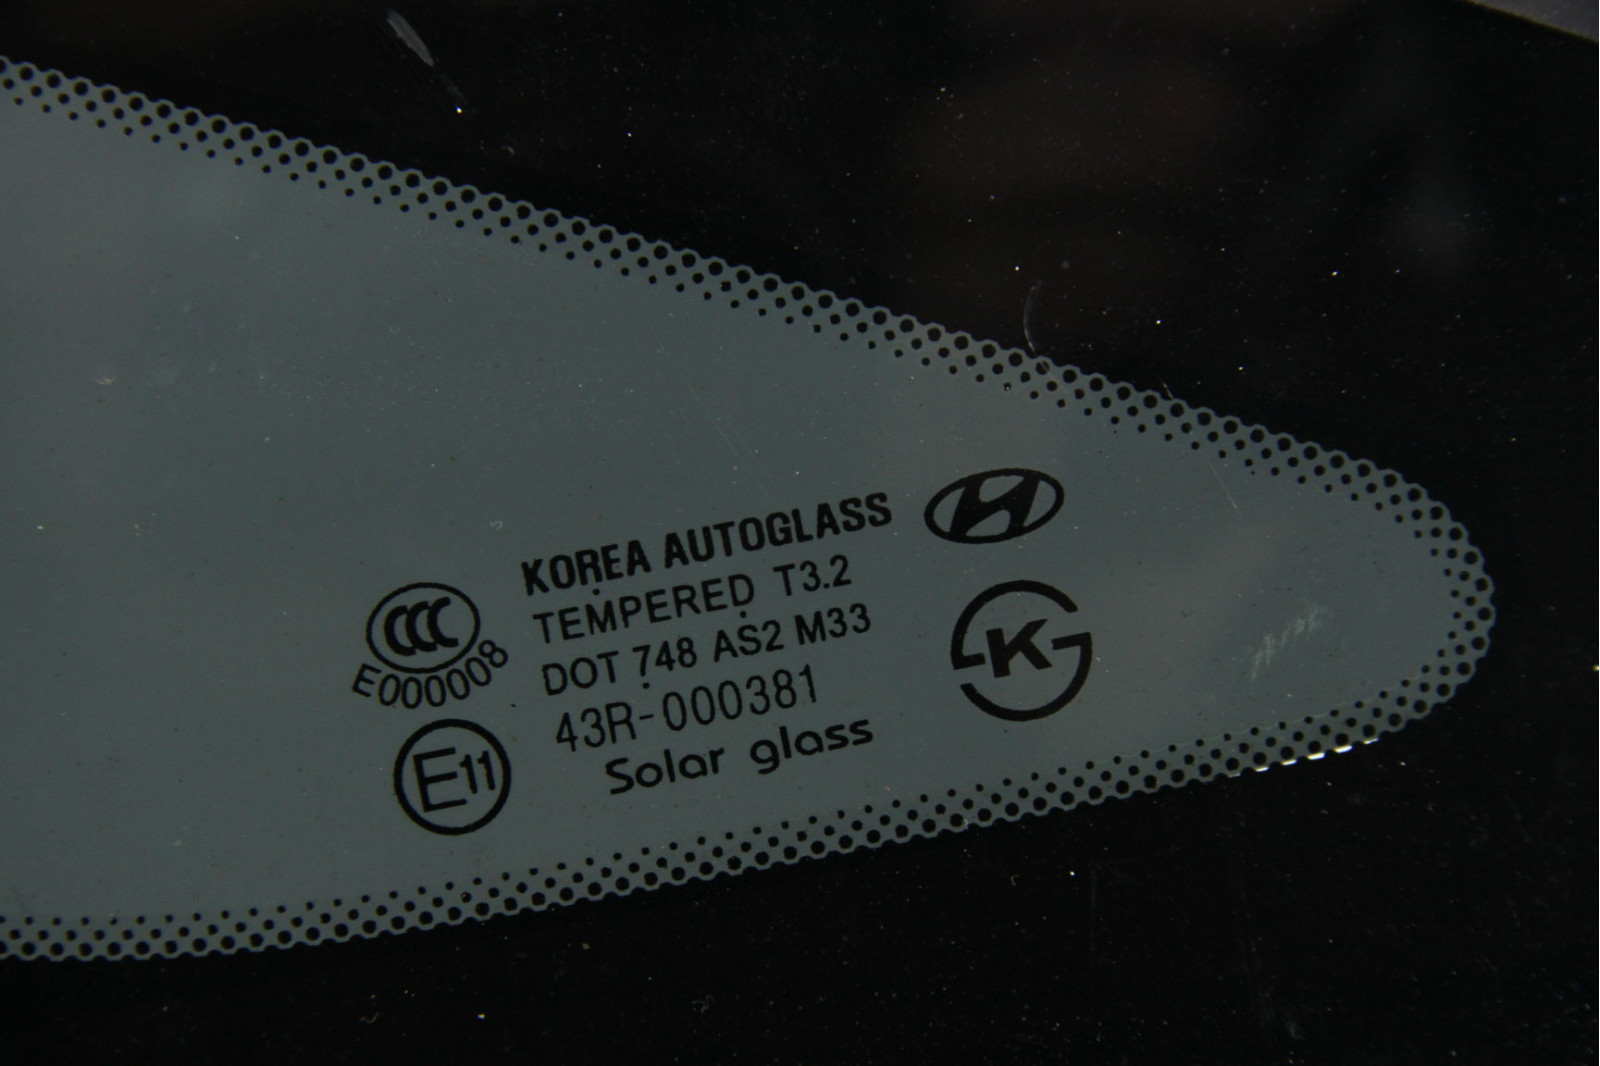 KOREA AUTOGLASS
TEMPERED T3.2
DOT 748 AS2 M33
43R-000381
Solar glass
CCC
E000008
E11
K